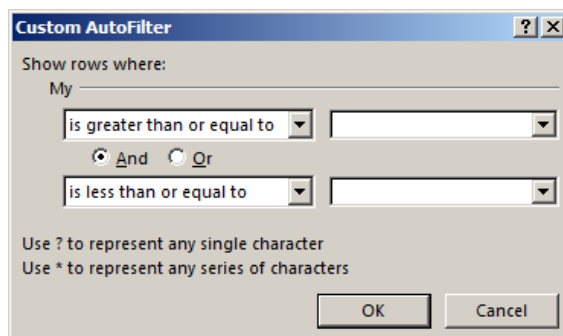 Custom AutoFilter
Show rows where:
My
is greater than or equal to
And Or
is less than or equal to
Use ? to represent any single character
Use * to represent any series of characters
OK Cancel